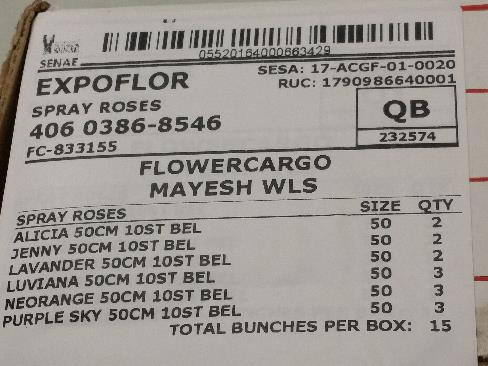 05520164000663429
SENAE
SESA: 17-ACGF-01-0020
EXPOFLOR
RUC: 1790986640001
SPRAY ROSES
406 0386-8546
QB
FC-833155
232574
FLOWERCARGO
MAYESH WLS
SPRAY ROSES SIZE QTY
ALICIA 50CM 10ST BEL 50 2
JENNY 50CM 10ST BEL 50 2
LAVANDER 50CM 10ST BEL 50 2
LUVIANA 50CM 10ST BEL 50 3
NEORANGE 50CM 10ST BEL 50 3
PURPLE SKY 50CM 10ST BEL 50 3
TOTAL BUNCHES PER BOX: 15